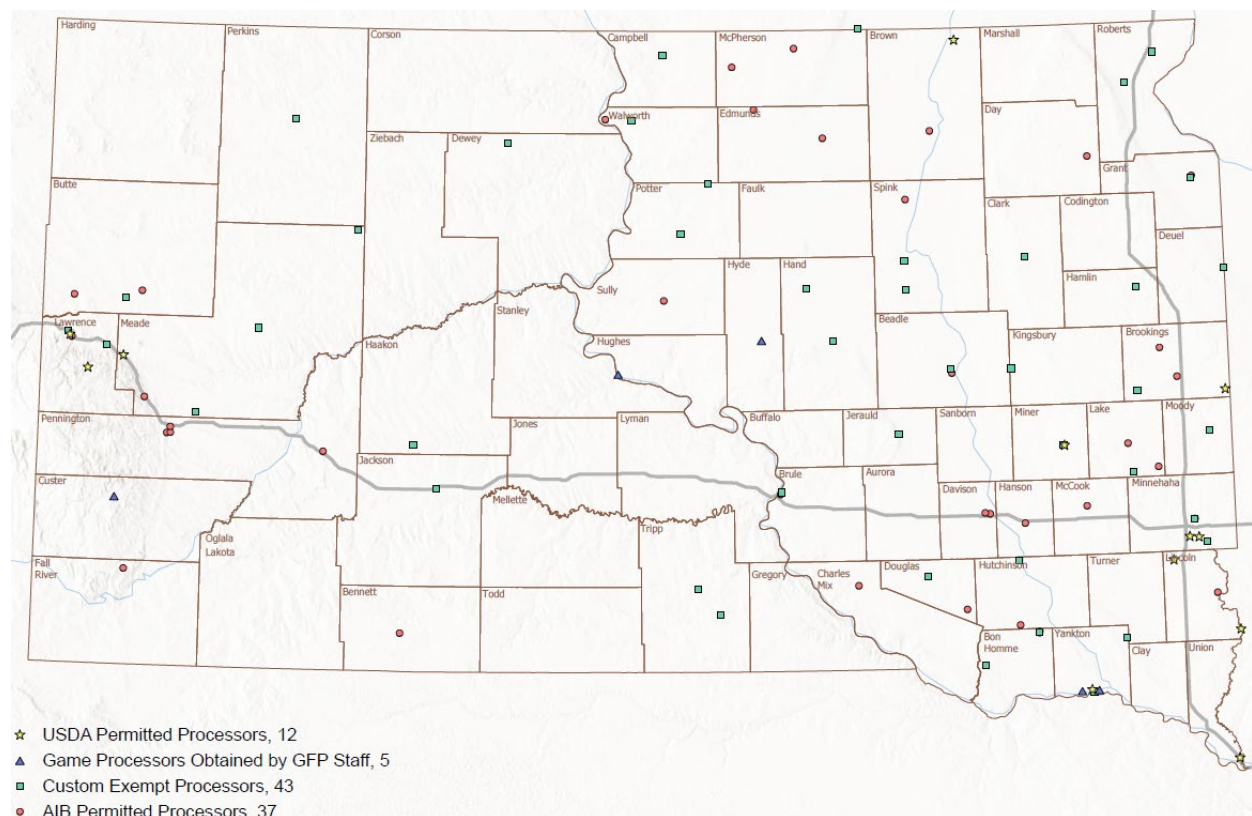 Harding
Perkins
Corson
Campbell
McPherson
Brown
Marshall
Roberts
Day
Walworth
Edmunds
Ziebach
Dewey
Grant
Butte
Potter
Faulk
Spink
Codington
Clark
Deuel
Hyde
Hand
Hamlin
Sully
Stanley
Lawrence
Meade
Beadle
Kingsbury
Brookings
Haakon
Hughes
Pennington
Jones
Lyman
Buffalo
Jerauld
Sanborn
Miner
Lake
Moody
Jackson
Brule
Aurora
Custer
Davison
Hanson
McCook
Minnehaha
Mellette
Tripp
Oglala
Lakota
Fall
River
Gregory
Charles
Mix
Douglas
Hutchinson
Turner
Lincoln
Bennett
Todd
Bon
Homme
Yankton
Clay
Union
USDA Permitted Processors, 12
Game Processors Obtained by GFP Staff, 5
Custom Exempt Processors, 43
AIB Permitted Processors, 37